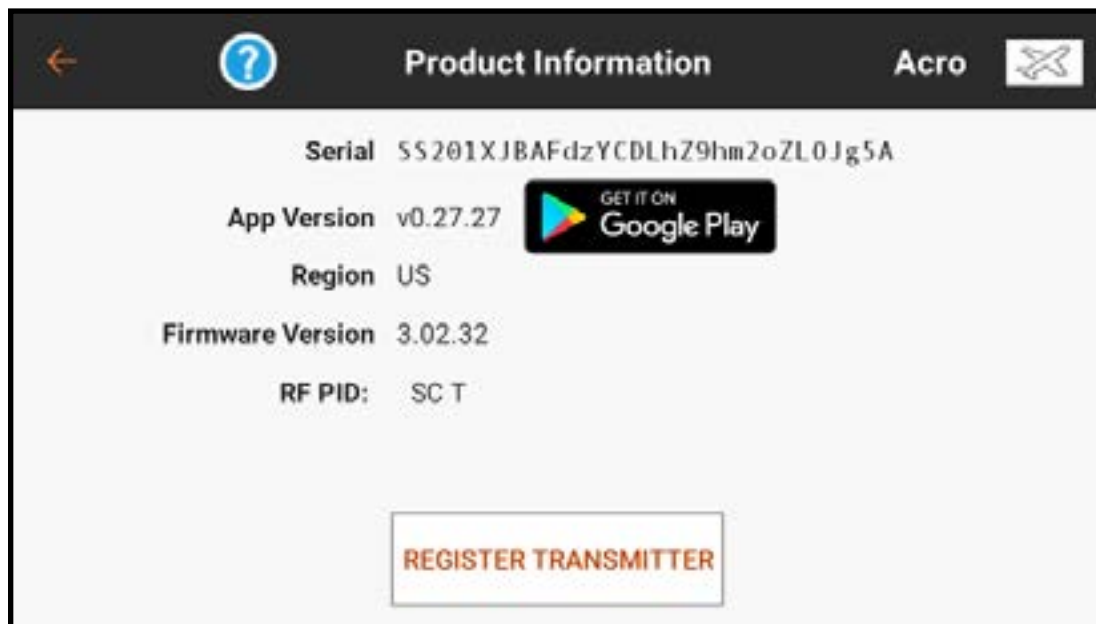 ? Product Information Acro
Serial SS201XJBAFdzYCDLhZ9hm2oZLOJg5A
App Version v0.27.27 GET IT ON Google Play
Region US
Firmware Version 3.02.32
RF PID: SC T
REGISTER TRANSMITTER